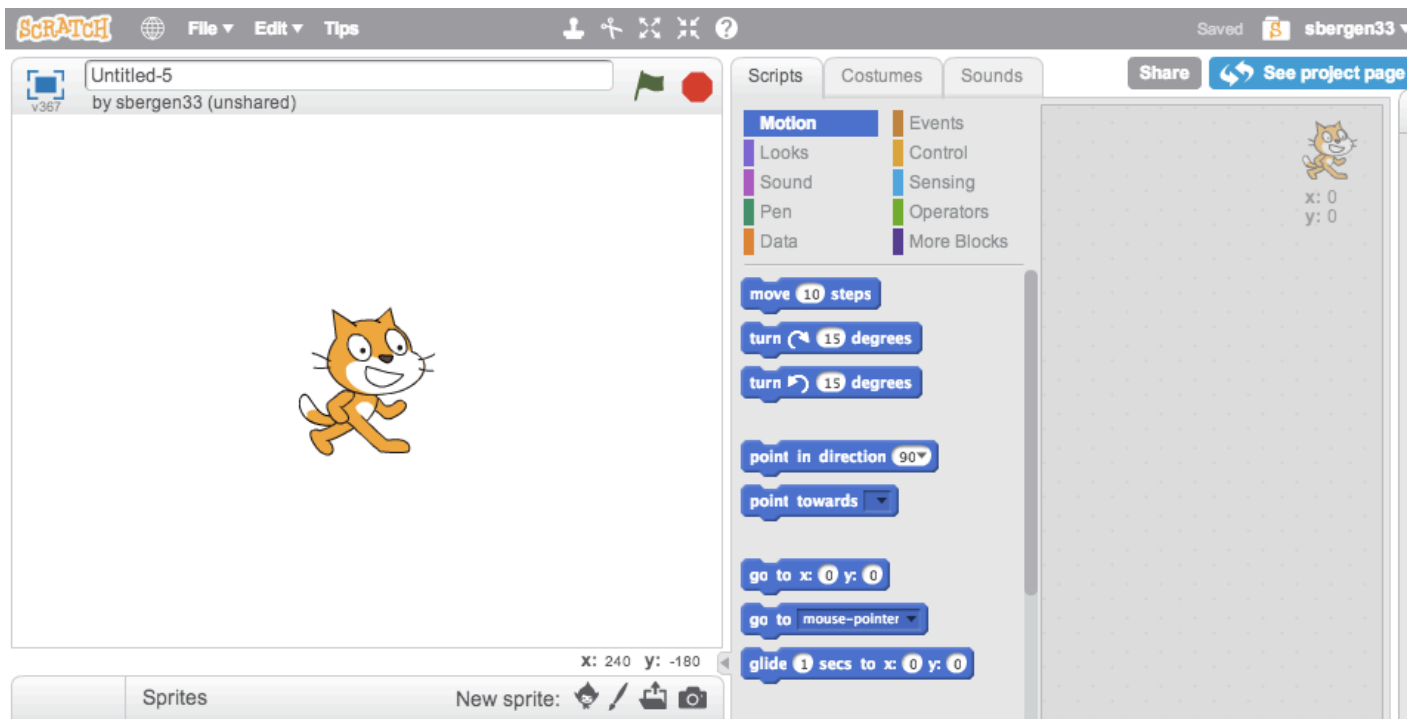 SCRATCH File Edit Tips Saved S sbergen33
v367 Untitled-5
by sbergen33 (unshared)
Scripts Costumes Sounds Share See project page
Motion Events
Looks Control
Sound Sensing
Pen Operators
Data More Blocks
x: 0
y: 0
move 10 steps
turn 15 degrees
turn 15 degrees
point in direction 90
point towards
go to x: 0 y: 0
go to mouse-pointer
glide 1 secs to x: 0 y: 0
X: 240 y: -180
Sprites New sprite: